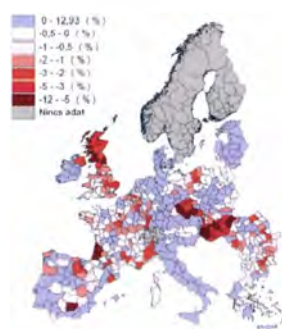 0 - 12,93 ( % )
-0,5 - 0 ( % )
-1 - -0,5 ( % )
-2 - -1 ( % )
-3 - -2 ( % )
-5 - -3 ( % )
-12 - -5 ( % )
Nincs adat